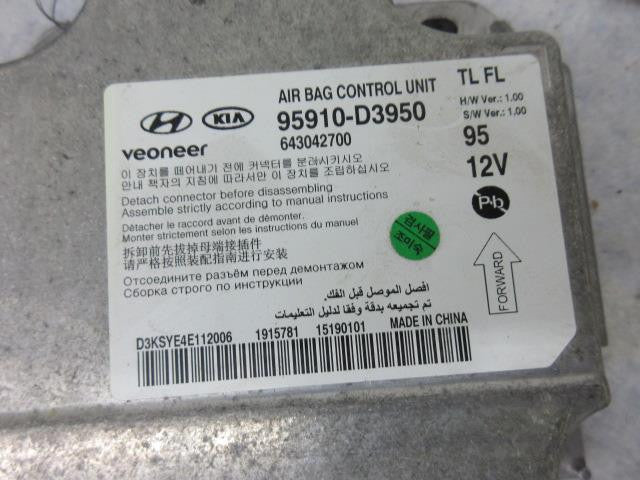 AIR BAG CONTROL UNIT TL FL
KIA 95910-D3950 H/W Ver.: 1.00
S/W Ver.: 1.00
veoneer 643042700 95
12V
이 장치를 떼어내기 전에 커넥터를 분리시키시오
안내 책자의 지침에 따라서만 이 장치를 조립하십시오
Detach connector before disassembling
Assemble strictly according to manual instructions
Pb
Détacher le raccord avant de démonter.
Monter strictement selon les instructions du manuel
검사필
조미숙
拆卸前先拔掉母端接插件
请严格按照装配指南进行安装
FORWARD
Отсоедините разъём перед демонтажом
Сборка строго по инструкции
افصل الموصل قبل الفك.
تم تجميعه بدقة وفقا لدليل التعليمات
D3KSYE4E112006 1915781 15190101 MADE IN CHINA